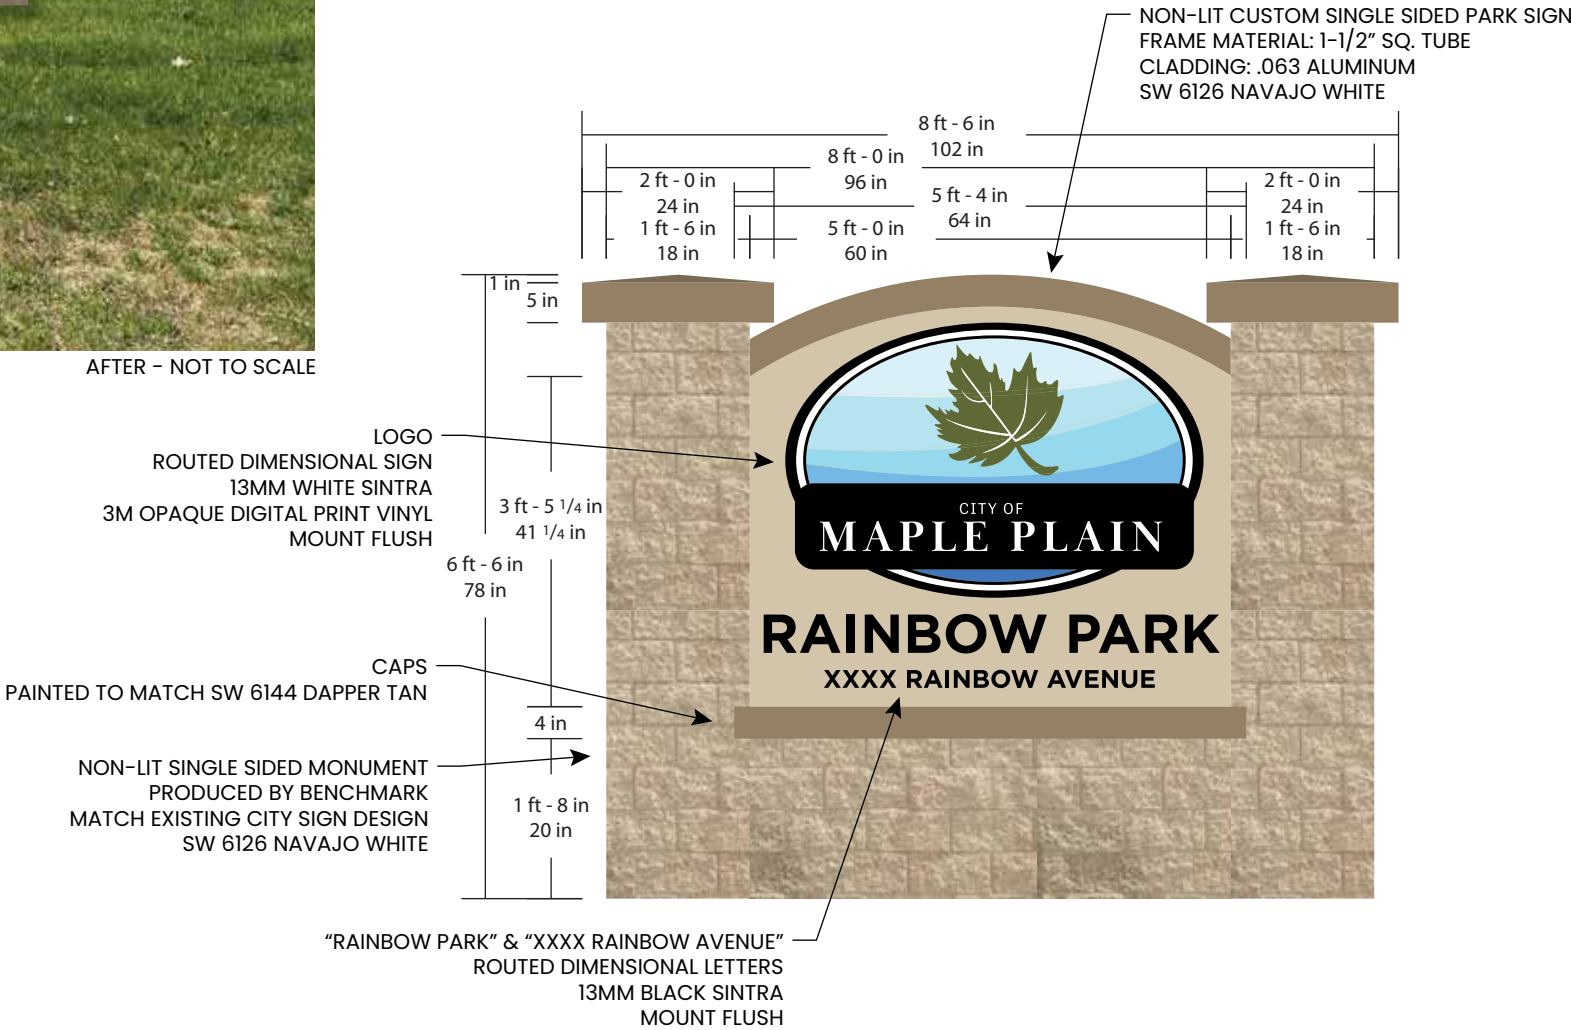 NON-LIT CUSTOM SINGLE SIDED PARK SIGN
FRAME MATERIAL: 1-1/2” SQ. TUBE
CLADDING: .063 ALUMINUM
SW 6126 NAVAJO WHITE
8 ft - 6 in
102 in
8 ft - 0 in
96 in
2 ft - 0 in
24 in
5 ft - 4 in
64 in
2 ft - 0 in
24 in
1 ft - 6 in
18 in
5 ft - 0 in
60 in
1 ft - 6 in
18 in
1 in
5 in
AFTER - NOT TO SCALE
LOGO
ROUTED DIMENSIONAL SIGN
13MM WHITE SINTRA
3M OPAQUE DIGITAL PRINT VINYL
MOUNT FLUSH
3 ft - 5 1/4 in
41 1/4 in
6 ft - 6 in
78 in
CITY OF
MAPLE PLAIN
RAINBOW PARK
XXXX RAINBOW AVENUE
CAPS
PAINTED TO MATCH SW 6144 DAPPER TAN
4 in
NON-LIT SINGLE SIDED MONUMENT
PRODUCED BY BENCHMARK
MATCH EXISTING CITY SIGN DESIGN
SW 6126 NAVAJO WHITE
1 ft - 8 in
20 in
“RAINBOW PARK” & “XXXX RAINBOW AVENUE”
ROUTED DIMENSIONAL LETTERS
13MM BLACK SINTRA
MOUNT FLUSH